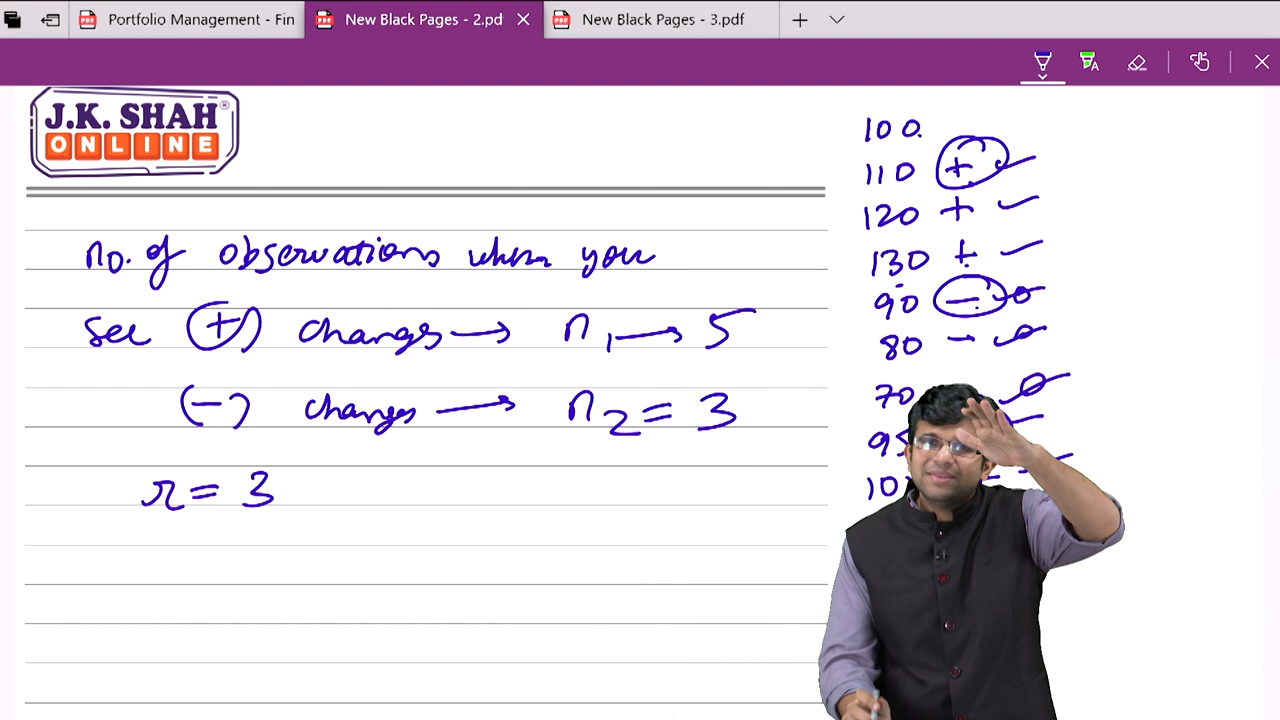 Portfolio Management - Fin
New Black Pages - 2.pd
New Black Pages - 3.pdf
J.K. SHAH®
ONLINE
no. of observations when you
see (+) changes → n1 → 5
(-) changes → n2 = 3
r = 3
100.
110 + ✓
120 + ✓
130 + ✓
90 -
80 -
70